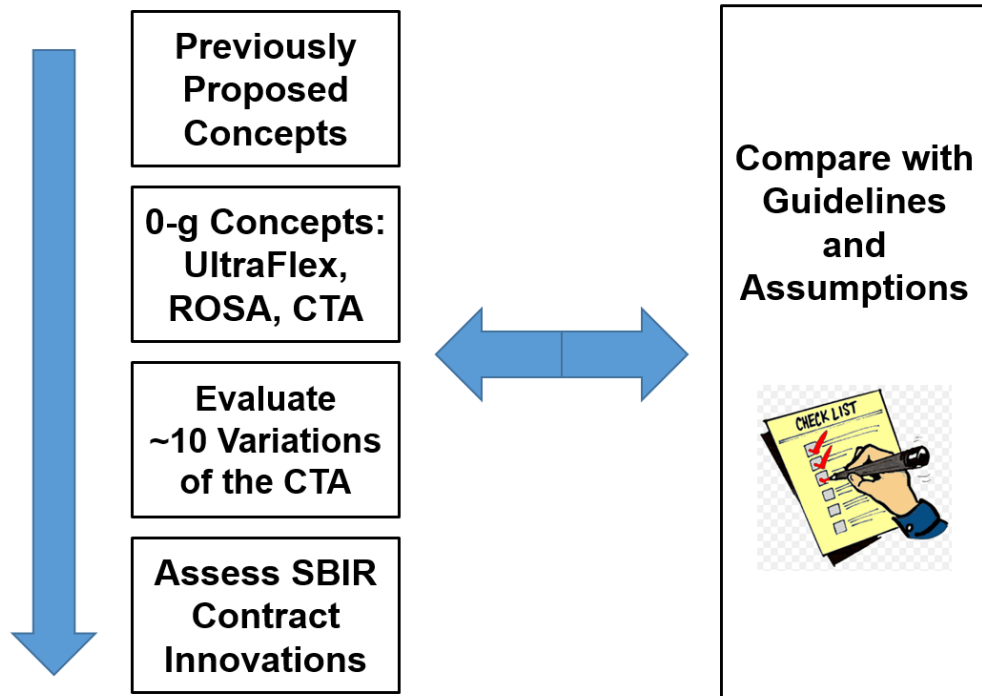 Previously
Proposed
Concepts
0-g Concepts:
UltraFlex,
ROSA, CTA
Evaluate
~10 Variations
of the CTA
Assess SBIR
Contract
Innovations
Compare with
Guidelines
and
Assumptions
CHECK LIST